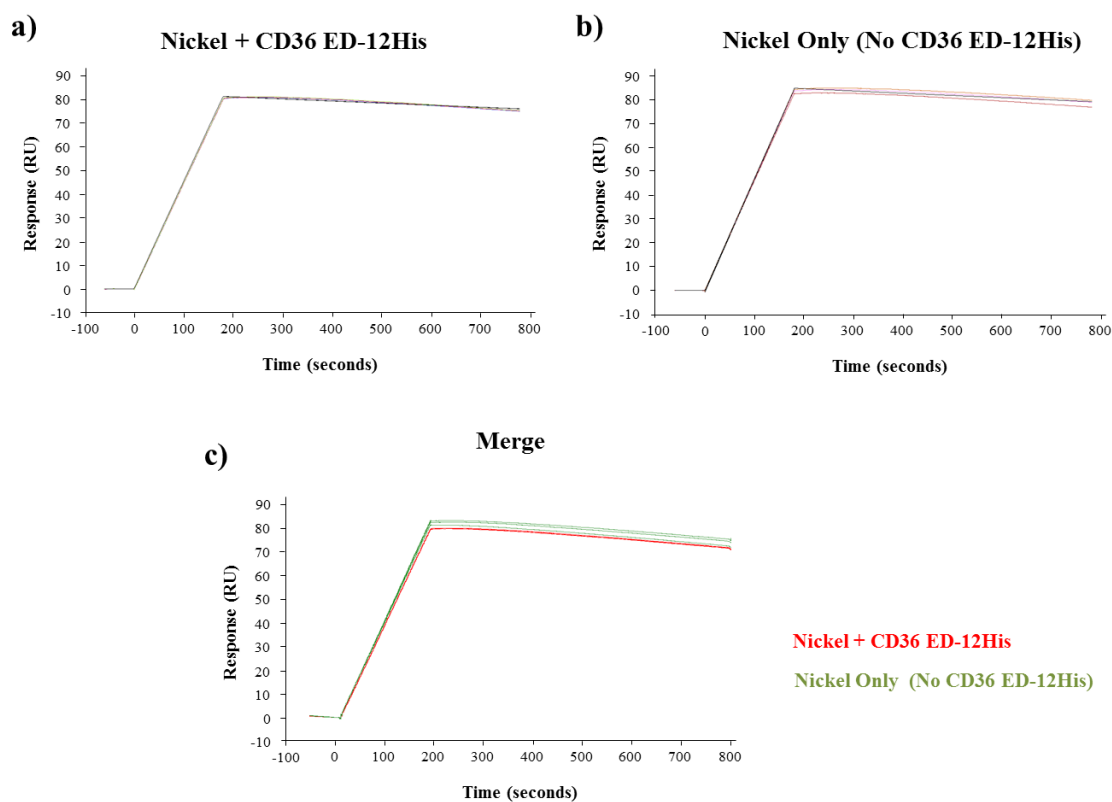 a)
Nickel + CD36 ED-12His
90
80
70
60
50
40
30
20
10
0
-10
Response (RU)
-100 0 100 200 300 400 500 600 700 800
Time (seconds)
b)
Nickel Only (No CD36 ED-12His)
90
80
70
60
50
40
30
20
10
0
-10
Response (RU)
-100 0 100 200 300 400 500 600 700 800
Time (seconds)
c)
Merge
90
80
70
60
50
40
30
20
10
0
-10
Response (RU)
-100 0 100 200 300 400 500 600 700 800
Time (seconds)
Nickel + CD36 ED-12His
Nickel Only (No CD36 ED-12His)